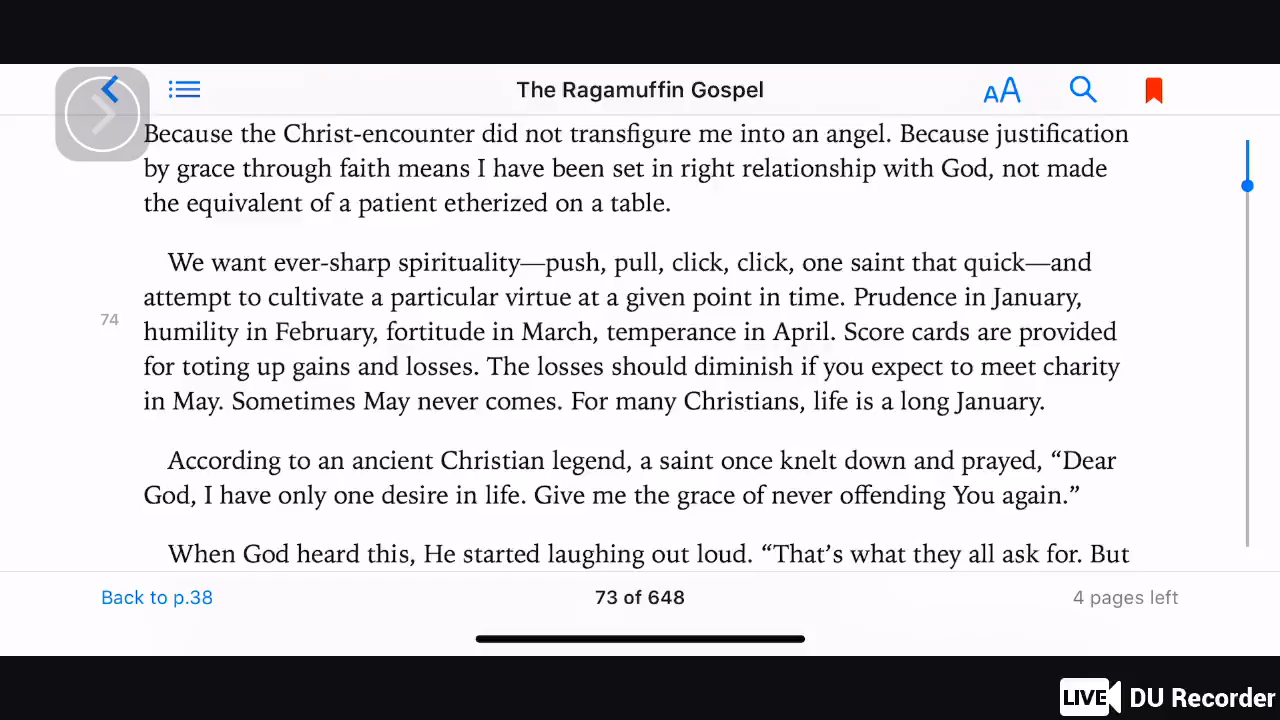 The Ragamuffin Gospel
AA
Because the Christ-encounter did not transfigure me into an angel. Because justification
by grace through faith means I have been set in right relationship with God, not made
the equivalent of a patient etherized on a table.
We want ever-sharp spirituality—push, pull, click, click, one saint that quick—and
attempt to cultivate a particular virtue at a given point in time. Prudence in January,
74
humility in February, fortitude in March, temperance in April. Score cards are provided
for toting up gains and losses. The losses should diminish if you expect to meet charity
in May. Sometimes May never comes. For many Christians, life is a long January.
According to an ancient Christian legend, a saint once knelt down and prayed, “Dear
God, I have only one desire in life. Give me the grace of never offending You again.”
When God heard this, He started laughing out loud. “That’s what they all ask for. But
Back to p.38
73 of 648
4 pages left
LIVE DU Recorder